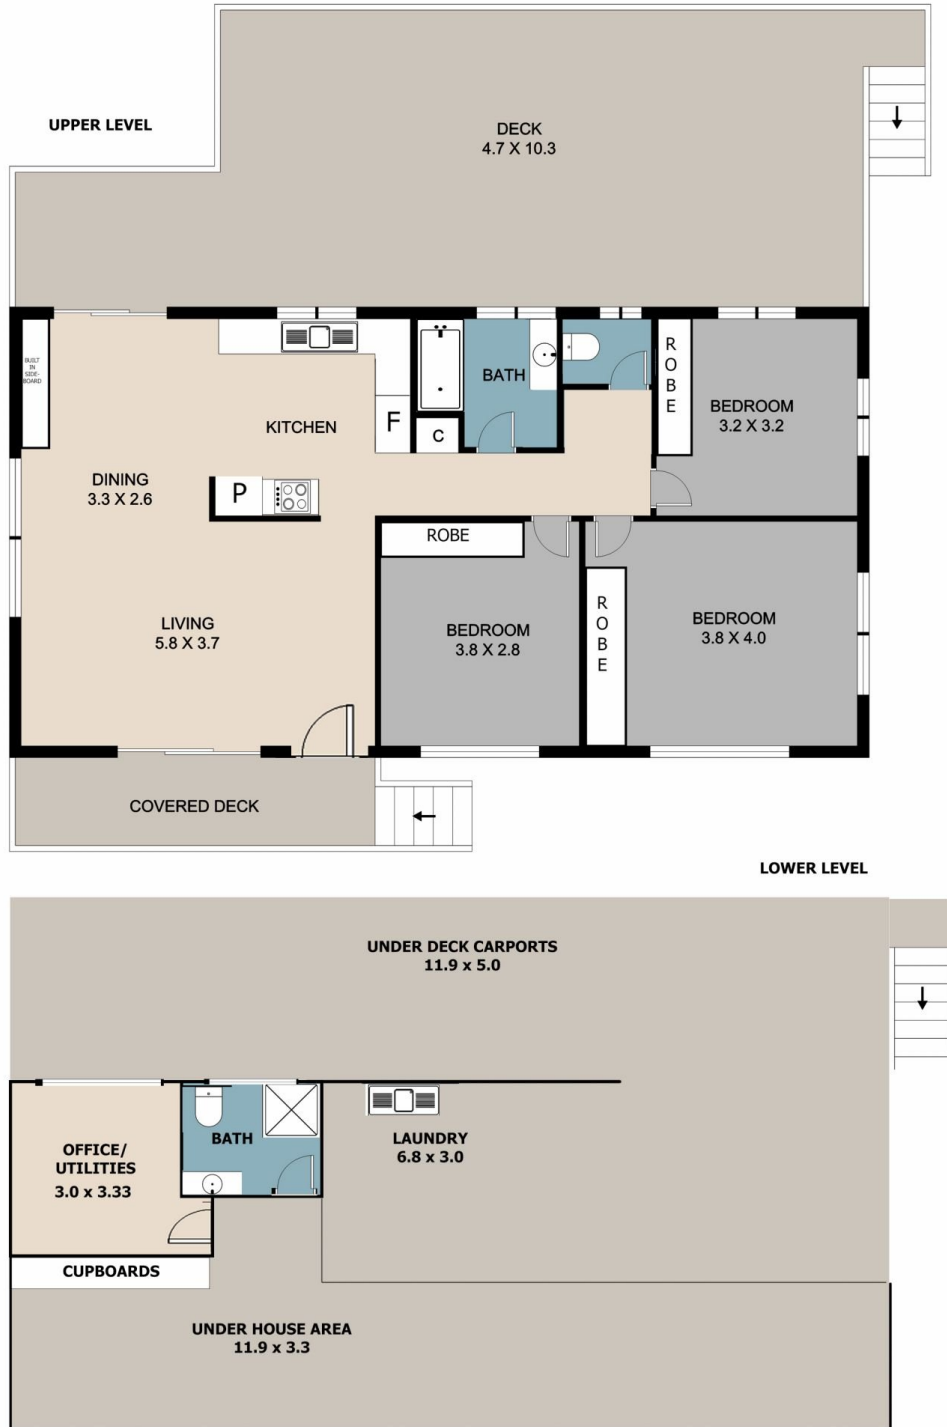 UPPER LEVEL
DECK
4.7 X 10.3
BUILT
IN
SIDE-
BOARD
KITCHEN
F
C
BATH
R
O
B
E
BEDROOM
3.2 X 3.2
DINING
3.3 X 2.6
P
ROBE
LIVING
5.8 X 3.7
BEDROOM
3.8 X 2.8
R
O
B
E
BEDROOM
3.8 X 4.0
COVERED DECK
LOWER LEVEL
UNDER DECK CARPORTS
11.9 x 5.0
OFFICE/
UTILITIES
3.0 x 3.33
BATH
LAUNDRY
6.8 x 3.0
CUPBOARDS
UNDER HOUSE AREA
11.9 x 3.3